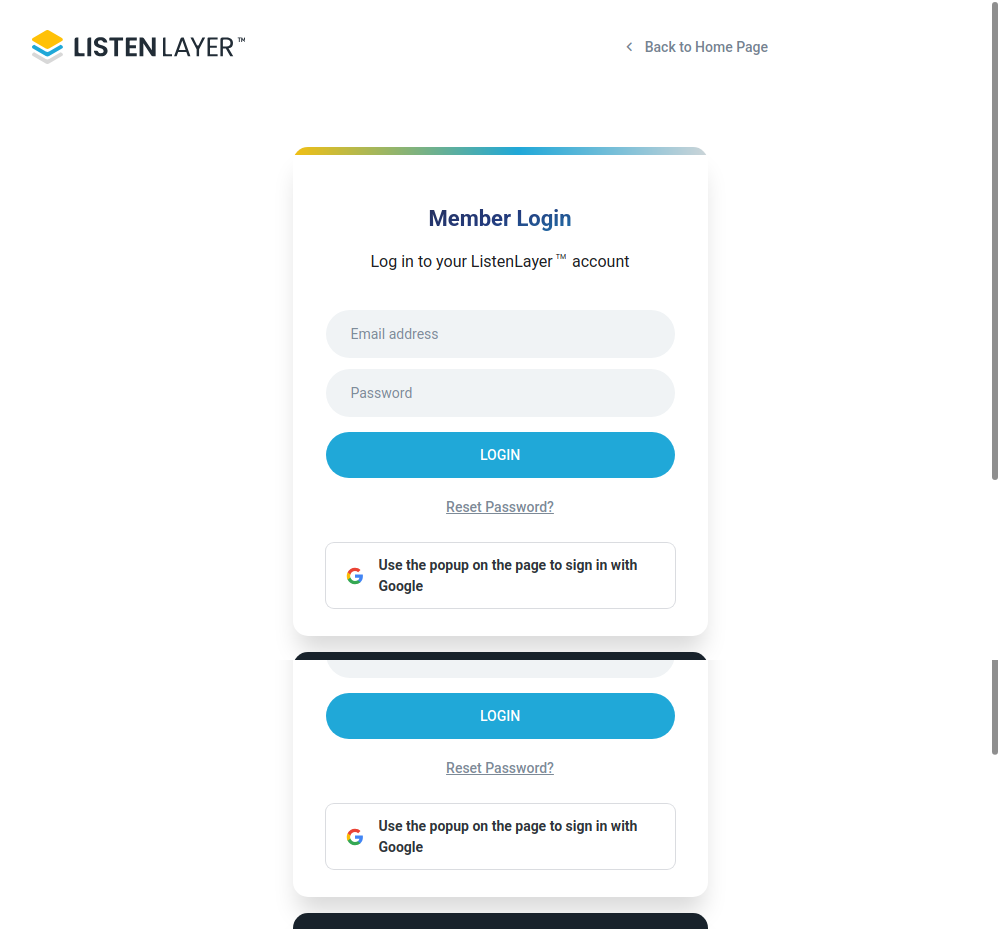 LISTEN LAYER™
Back to Home Page
Member Login
Log in to your ListenLayer™ account
Email address
Password
LOGIN
Reset Password?
Use the popup on the page to sign in with
Google
LOGIN
Reset Password?
Use the popup on the page to sign in with
Google